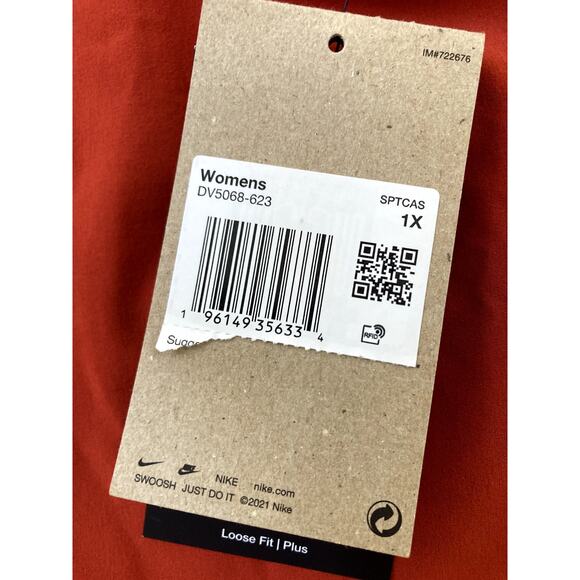 IM#722676
Womens
DV5068-623
SPTCAS
1X
1 96149 35633 4
RFID
NIKE nike.com
SWOOSH JUST DO IT ©2021 Nike
Loose Fit | Plus